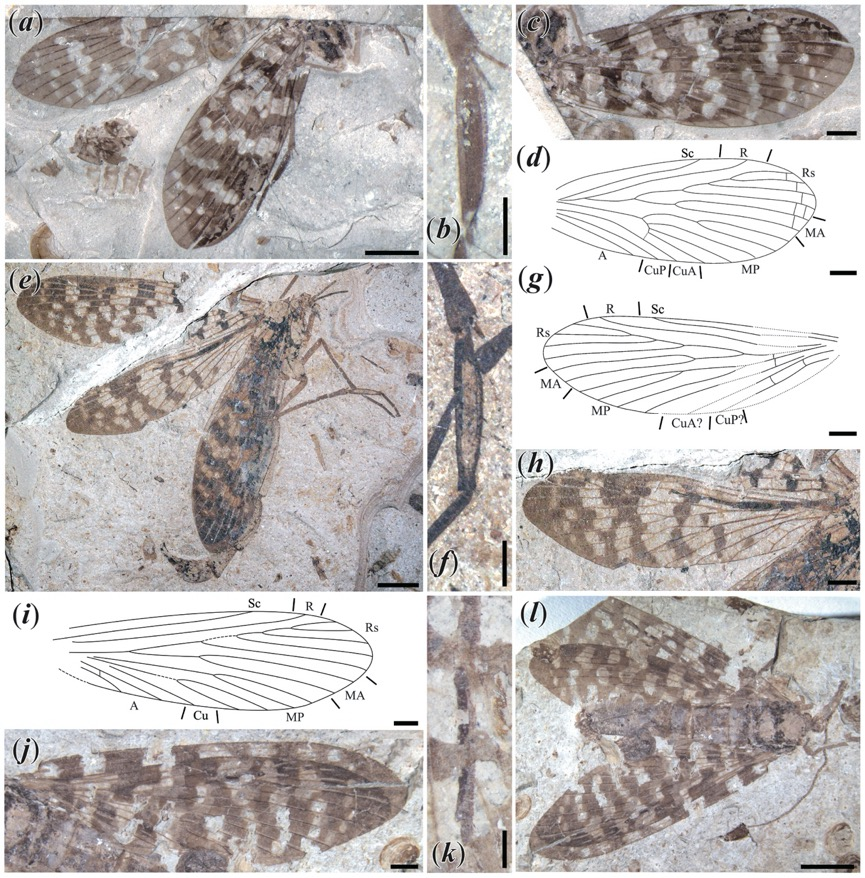 (a)
(b)
(c)
(d)
Sc R
Rs
MA
MP
CuA
CuP
A
(e)
(f)
(g)
R Sc
Rs
MA
MP
CuA?
CuP?
(h)
(i)
Sc R
Rs
MA
MP
Cu
A
(j)
(k)
(l)